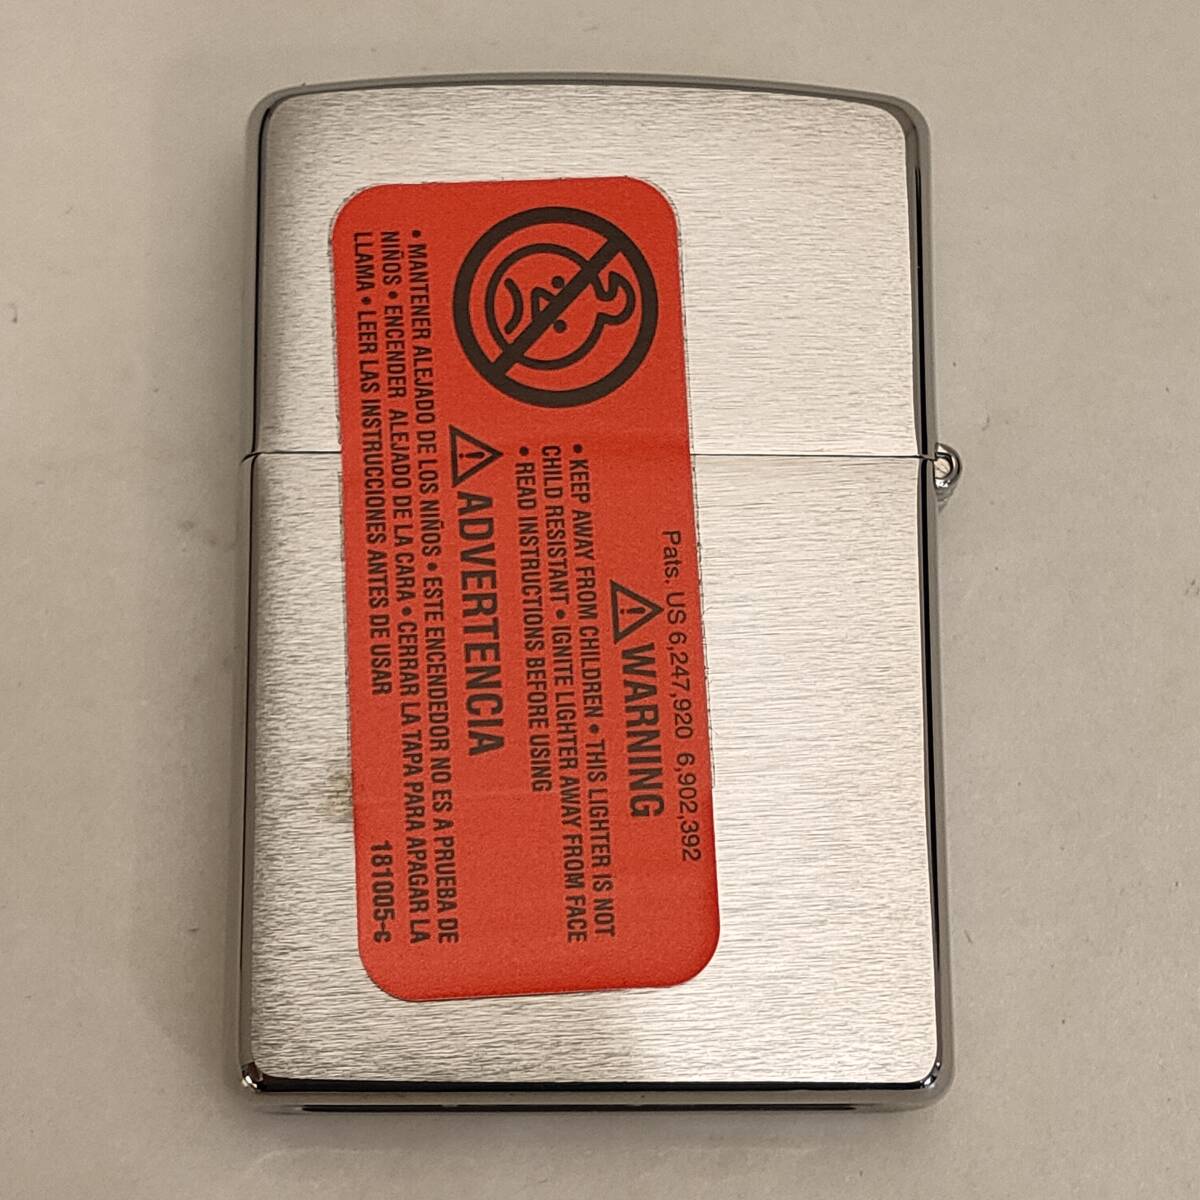 Pats. US 6,247,920  6,902,392
⚠ WARNING
• KEEP AWAY FROM CHILDREN • THIS LIGHTER IS NOT
CHILD RESISTANT • IGNITE LIGHTER AWAY FROM FACE
• READ INSTRUCTIONS BEFORE USING
⚠ ADVERTENCIA
• MANTENER ALEJADO DE LOS NIÑOS • ESTE ENCENDEDOR NO ES A PRUEBA DE
NIÑOS • ENCENDER ALEJADO DE LA CARA • CERRAR LA TAPA PARA APAGAR LA
LLAMA • LEER LAS INSTRUCCIONES ANTES DE USAR 181005-c